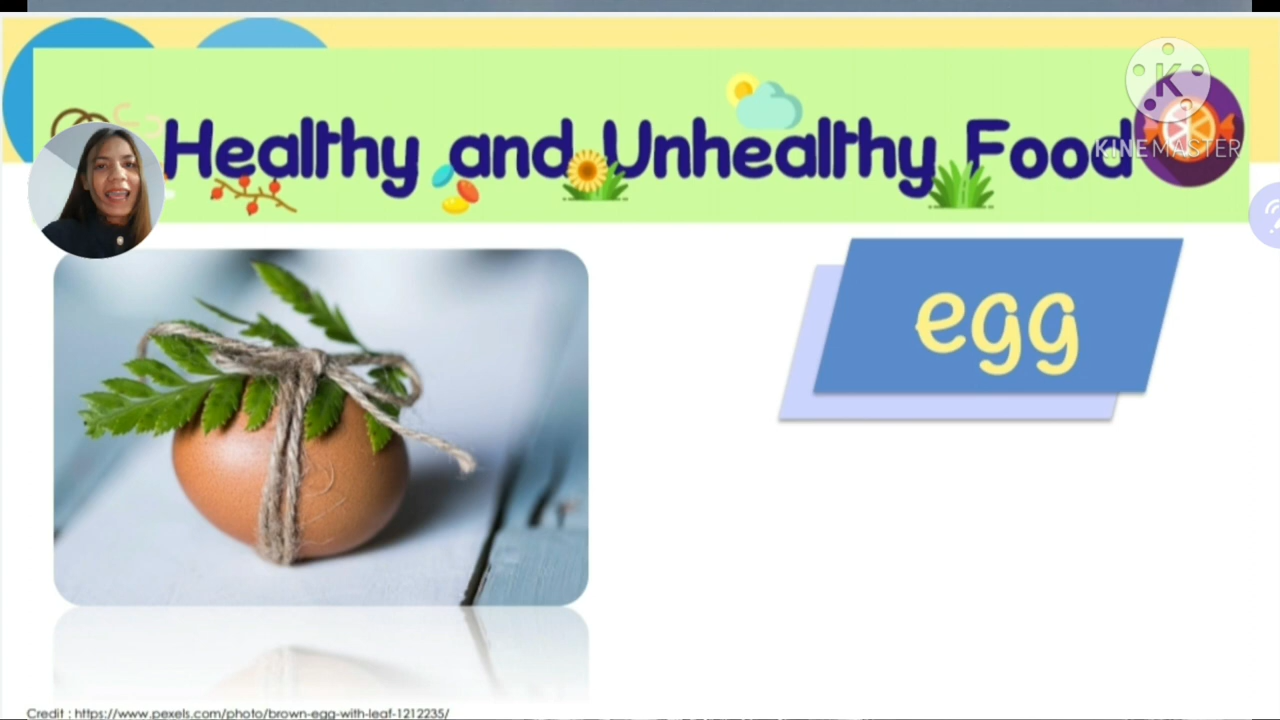 Healthy and Unhealthy Food
K
KINEMASTER
egg
Credit : https://www.pexels.com/photo/brown-egg-with-leaf-1212235/